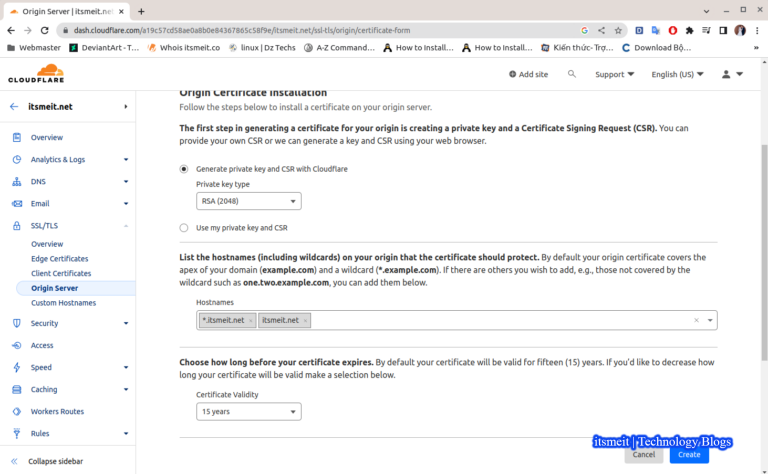 Origin Server | itsmeit.net
dash.cloudflare.com/a19c57cd58ae0a8b0e84367865c58f9e/itsmeit.net/ssl-tls/origin/certificate-form
Webmaster
DeviantArt - T...
Whois itsmeit.co
linux | Dz Techs
A-Z Command...
How to Install...
How to Install...
Kiến thức- Trợ...
Download Bộ...
»
CLOUDFLARE
Add site
Support
English (US)
itsmeit.net
Overview
Analytics & Logs
DNS
Email
SSL/TLS
Overview
Edge Certificates
Client Certificates
Origin Server
Custom Hostnames
Security
Access
Speed
Caching
Workers Routes
Rules
Collapse sidebar
Origin Certificate Installation
Follow the steps below to install a certificate on your origin server.
The first step in generating a certificate for your origin is creating a private key and a Certificate Signing Request (CSR). You can
provide your own CSR or we can generate a key and CSR using your web browser.
Generate private key and CSR with Cloudflare
Private key type
RSA (2048)
Use my private key and CSR
List the hostnames (including wildcards) on your origin that the certificate should protect. By default your origin certificate covers the
apex of your domain (example.com) and a wildcard (*.example.com). If there are others you wish to add, e.g., those not covered by the
wildcard such as one.two.example.com, you can add them below.
Hostnames
*.itsmeit.net × itsmeit.net ×
Choose how long before your certificate expires. By default your certificate will be valid for fifteen (15) years. If you'd like to decrease how
long your certificate will be valid make a selection below.
Certificate Validity
15 years
itsmeit | Technology Blogs
Cancel
Create